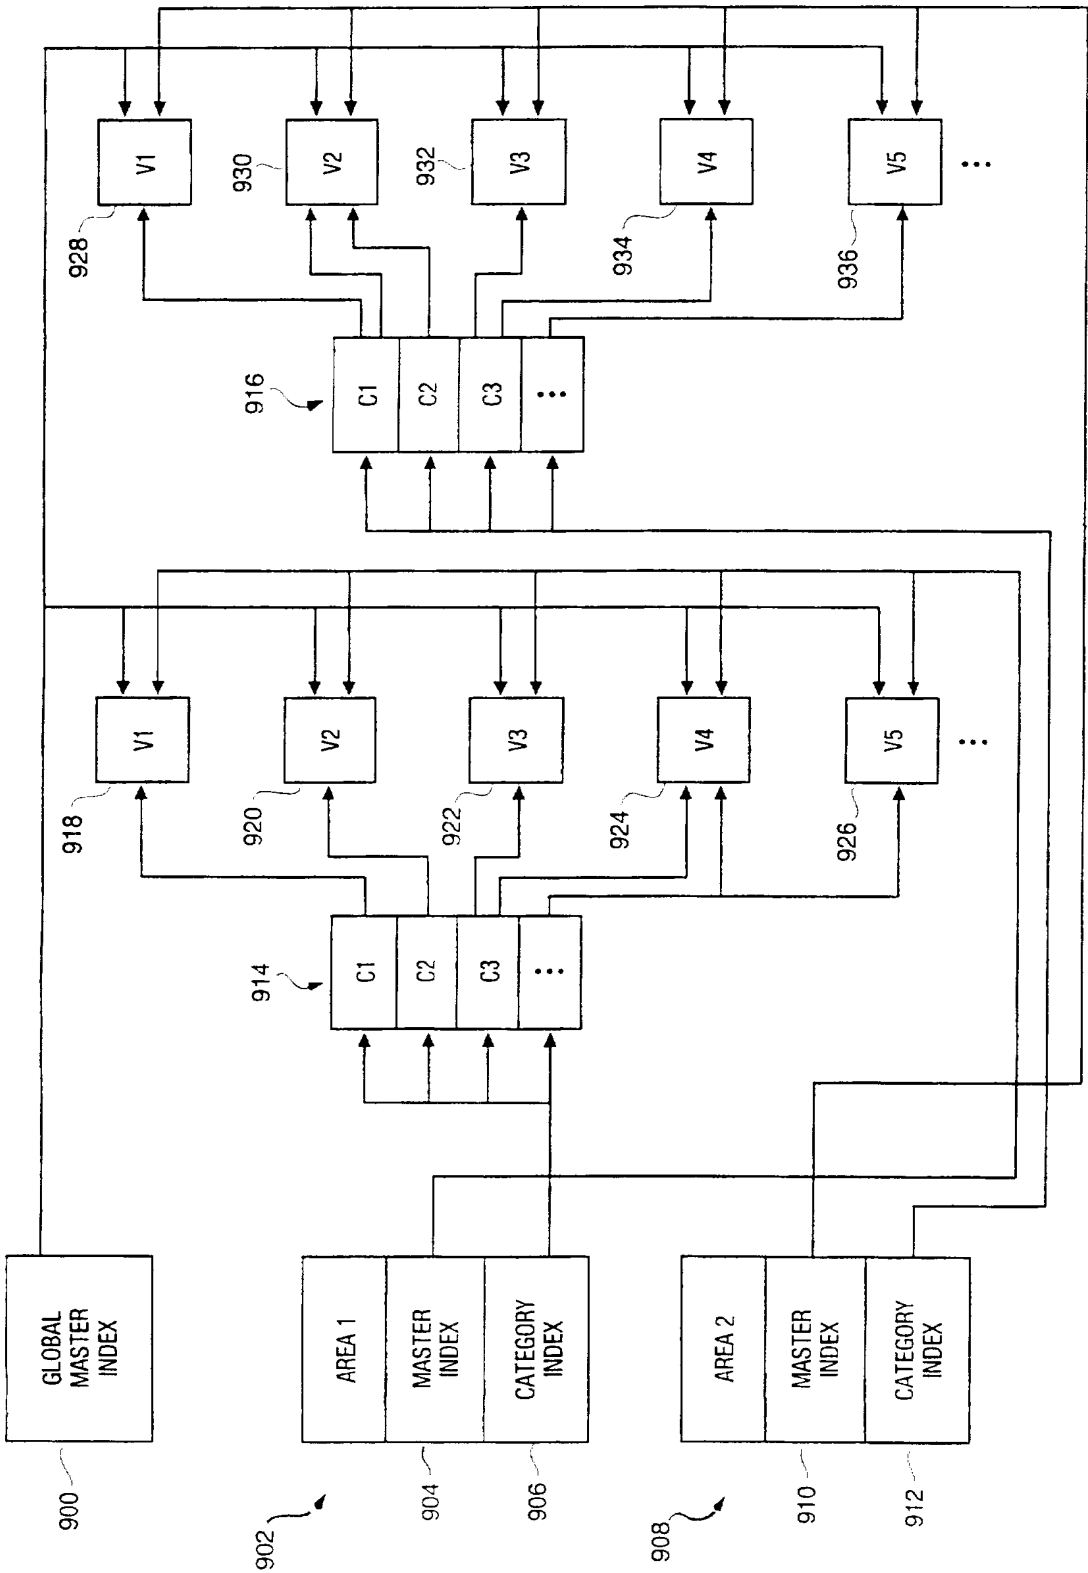 900
GLOBAL
MASTER
INDEX
902
AREA 1
904
MASTER
INDEX
906
CATEGORY
INDEX
908
AREA 2
910
MASTER
INDEX
912
CATEGORY
INDEX
914
C1
C2
C3
...
918
V1
920
V2
922
V3
924
V4
926
V5
...
916
C1
C2
C3
...
928
V1
930
V2
932
V3
934
V4
936
V5
...